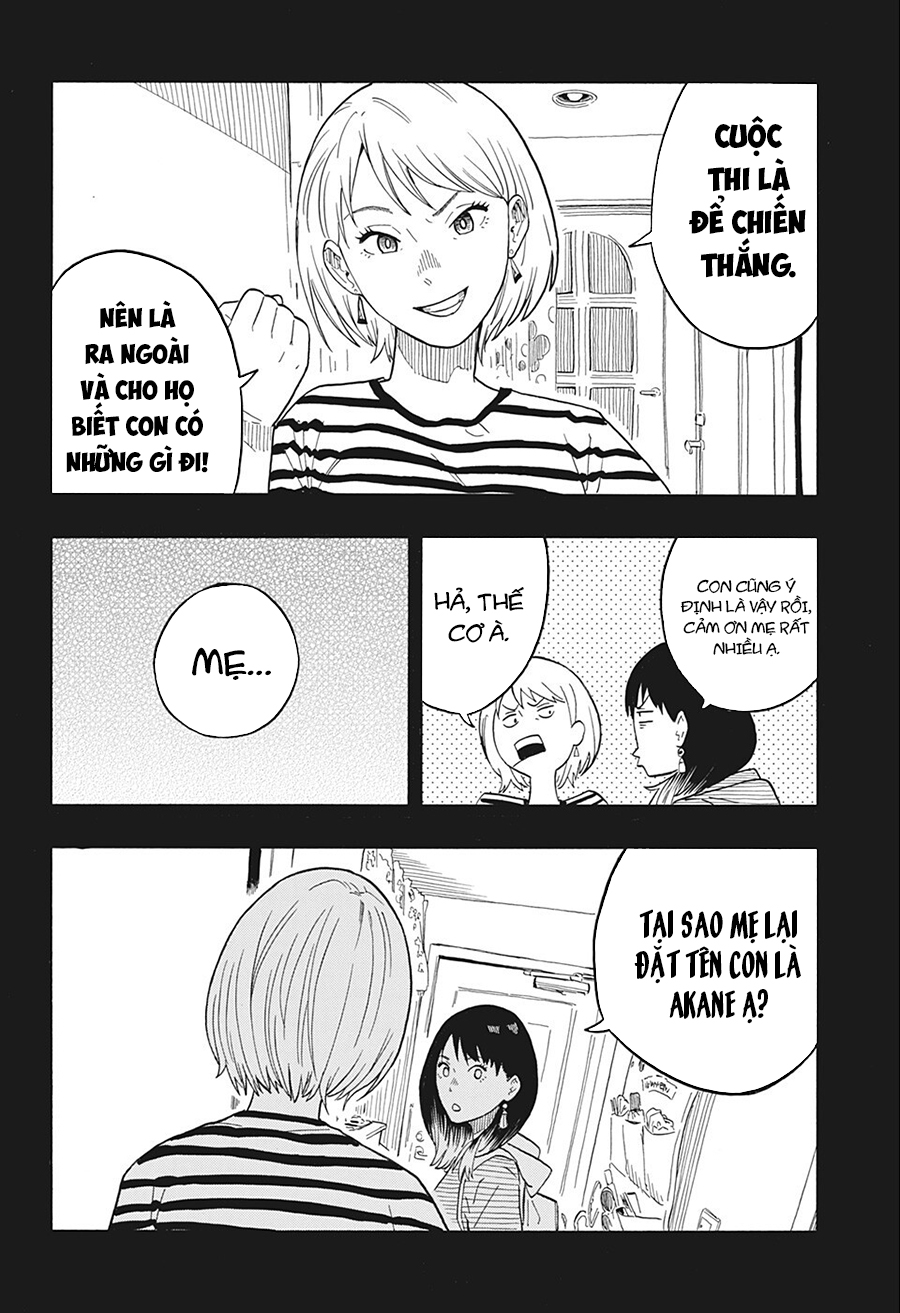 CUỘC
THI LÀ
ĐỂ CHIẾN
THẮNG.
NÊN LÀ
RA NGOÀI
VÀ CHO HỌ
BIẾT CON CÓ
NHỮNG GÌ ĐI!
CON CŨNG Ý
ĐỊNH LÀ VẬY RỒI,
CẢM ƠN MẸ RẤT
NHIỀU Ạ.
HẢ, THẾ
CƠ À.
MẸ...
TẠI SAO MẸ LẠI
ĐẶT TÊN CON LÀ
AKANE Ạ?